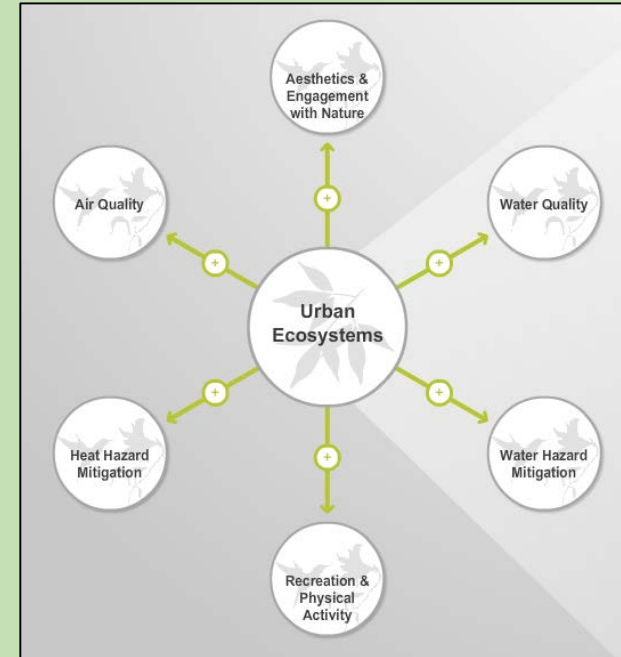 Aesthetics &
Engagement
with Nature
Air Quality
Water Quality
+
+
+
Urban
Ecosystems
+
+
+
Heat Hazard
Mitigation
Water Hazard
Mitigation
Recreation &
Physical
Activity